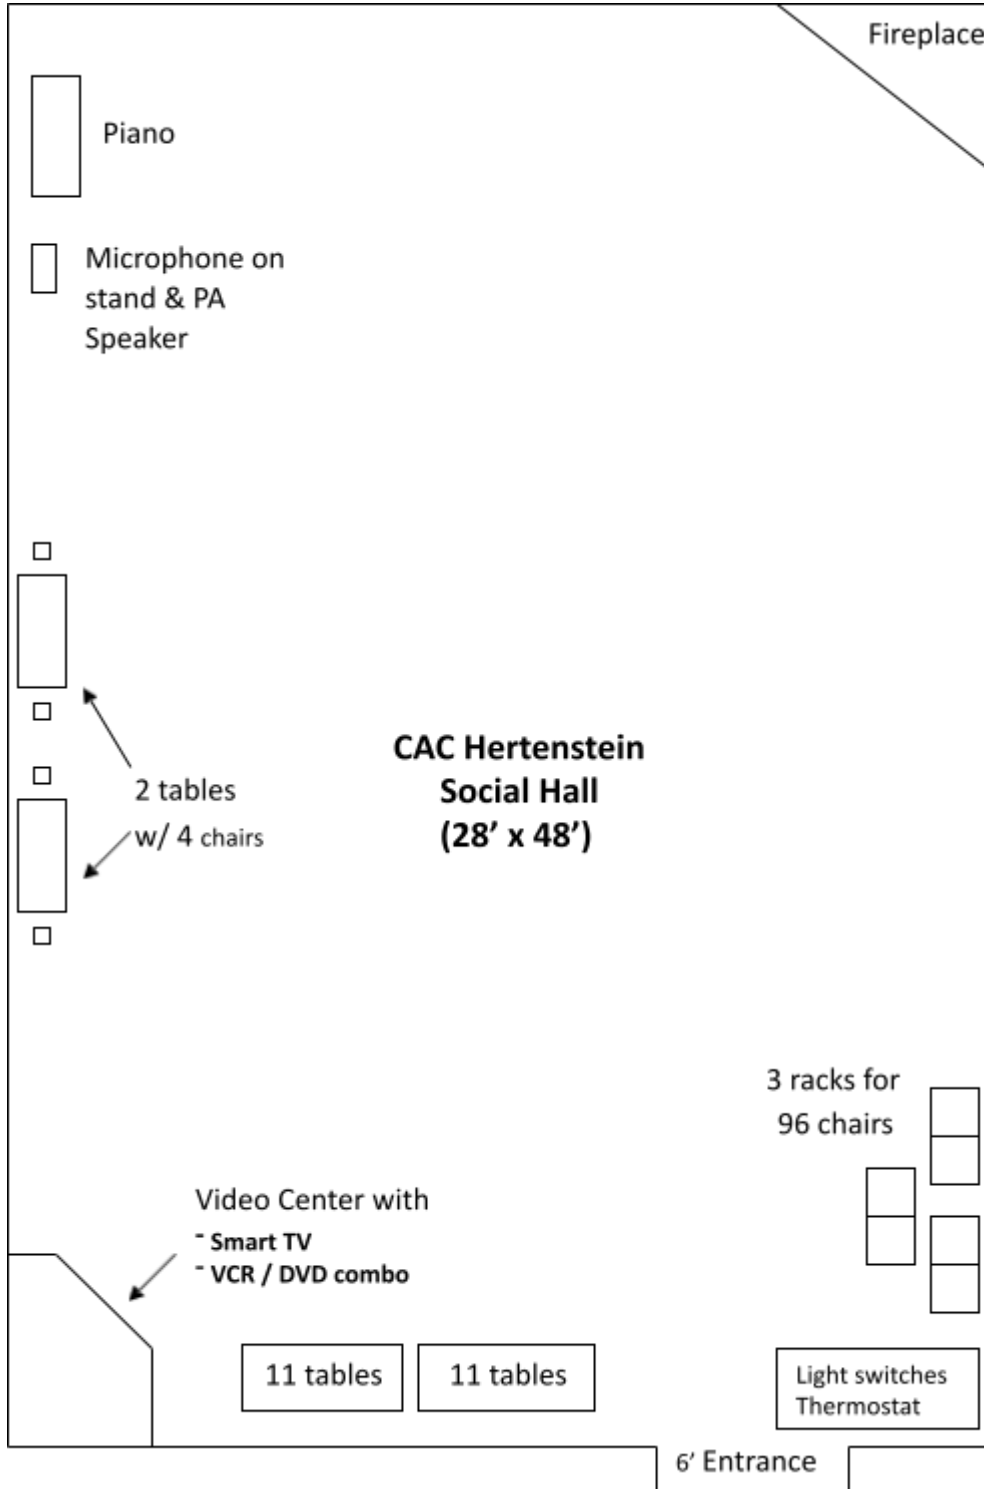 Fireplace
Piano
Microphone on
stand & PA
Speaker
CAC Hertenstein
Social Hall
(28’ x 48’)
2 tables
w/ 4 chairs
3 racks for
96 chairs
Video Center with
- Smart TV
- VCR / DVD combo
11 tables
11 tables
Light switches
Thermostat
6’ Entrance